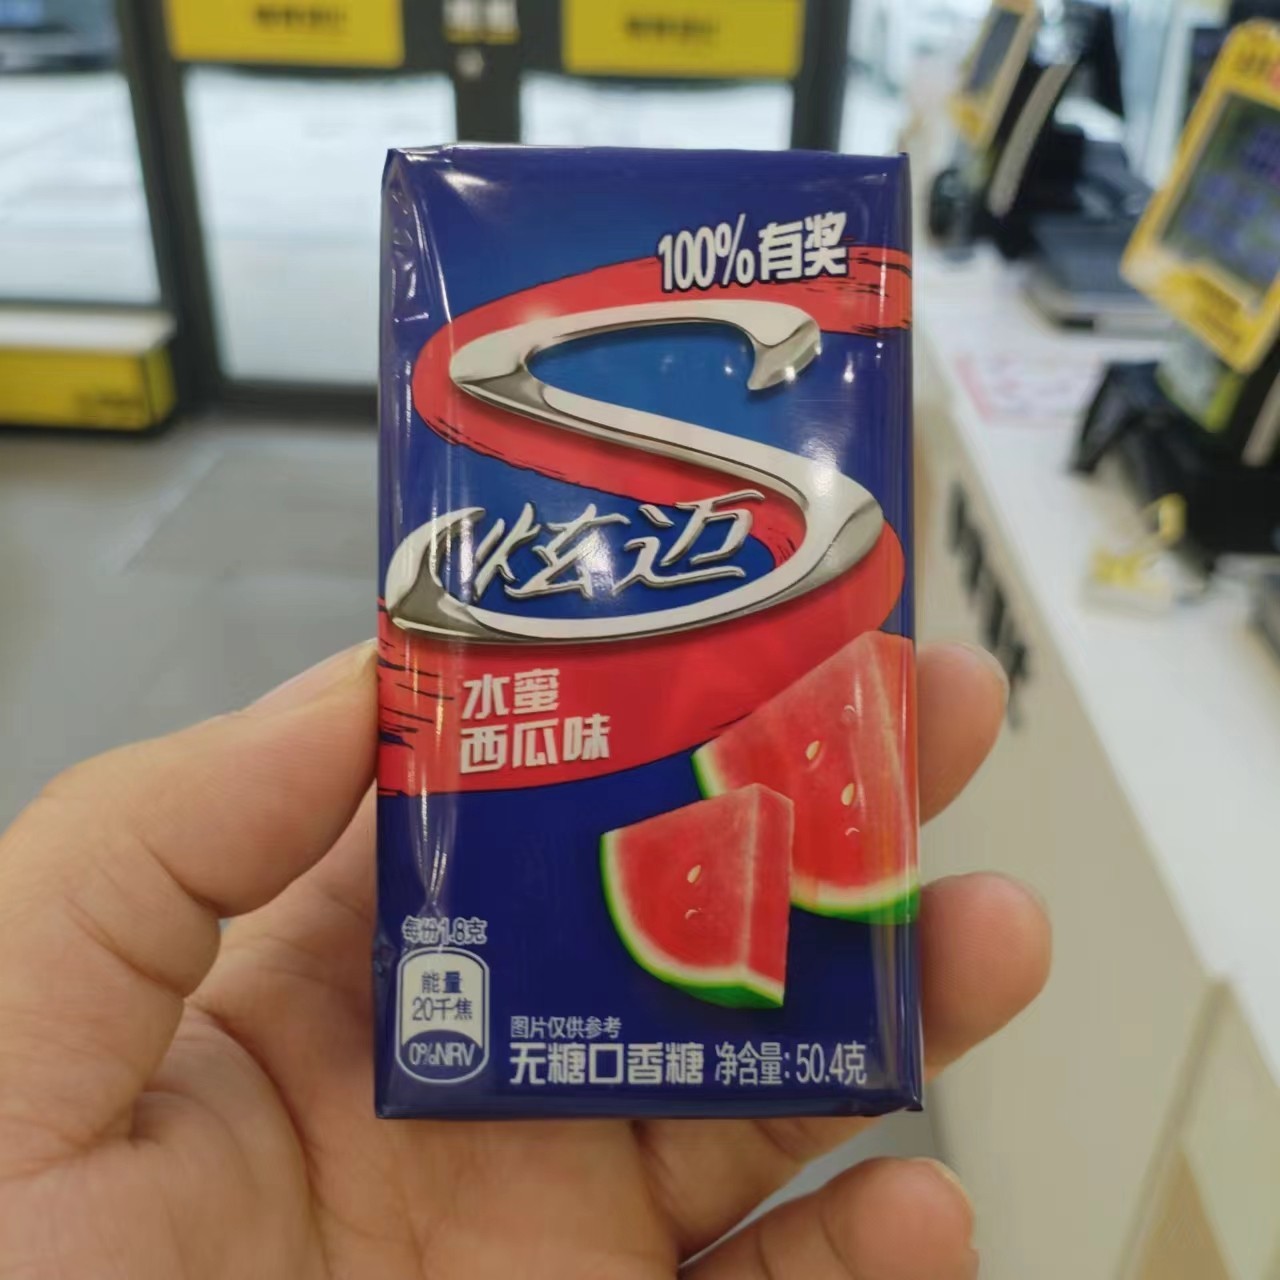 100%有奖
炫迈
水蜜
西瓜味
每份1.8克
能量
20千焦
0%NRV
图片仅供参考
无糖口香糖 净含量:50.4克